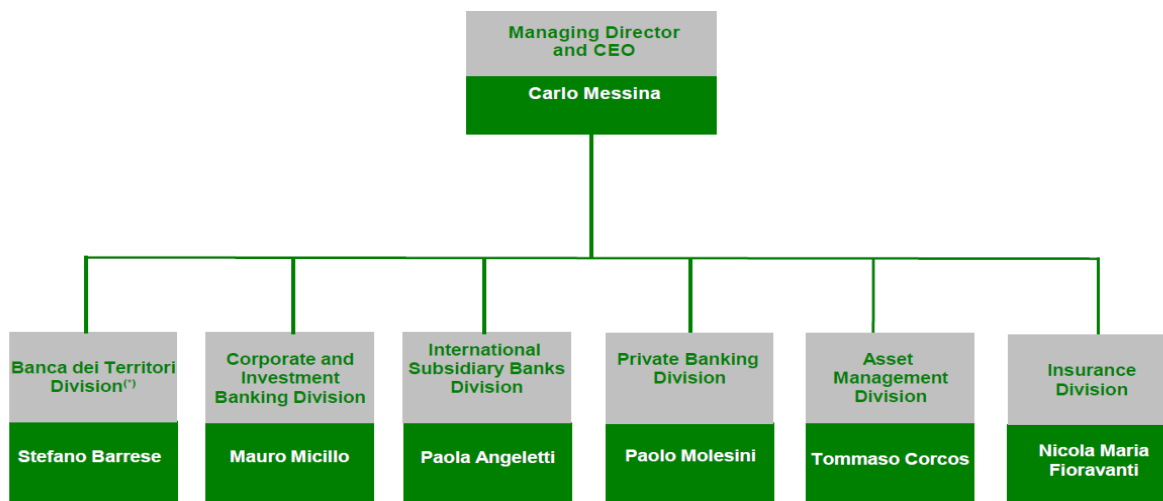 Managing Director
and CEO
Carlo Messina
Banca dei Territori
Division(*)
Stefano Barrese
Corporate and
Investment
Banking Division
Mauro Micillo
International
Subsidiary Banks
Division
Paola Angeletti
Private Banking
Division
Paolo Molesini
Asset
Management
Division
Tommaso Corcos
Insurance
Division
Nicola Maria
Fioravanti